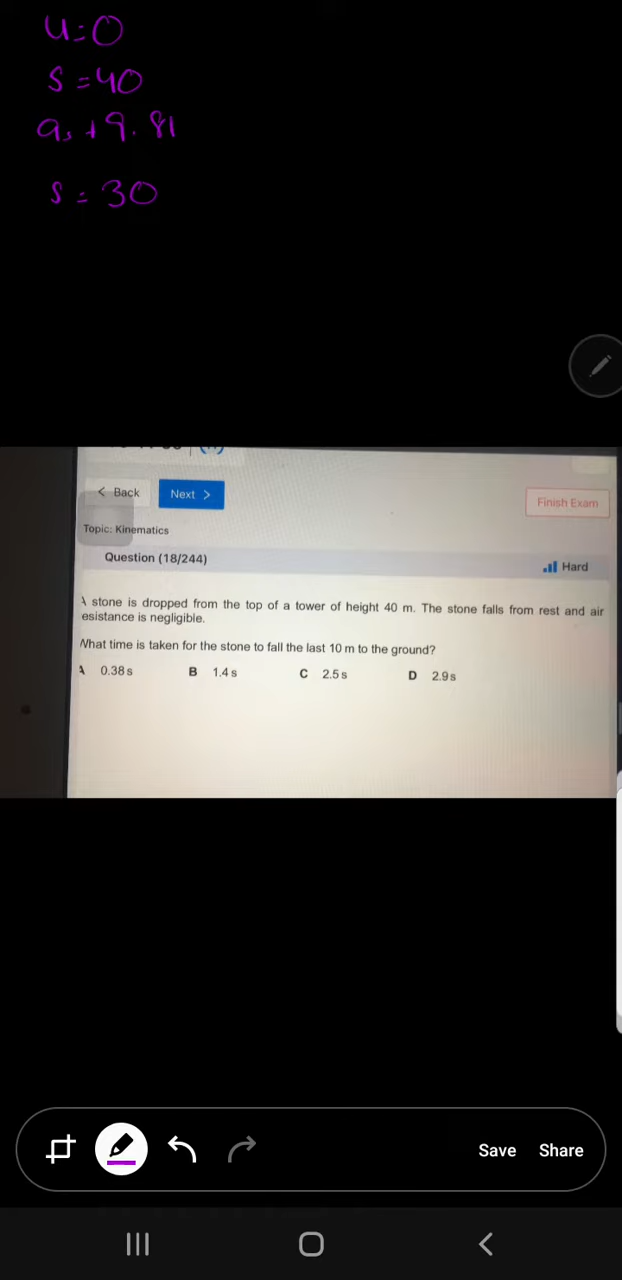 u=0
s=40
a=+9.81
s=30
< Back
Next >
Finish Exam
Topic: Kinematics
Question (18/244)
Hard
A stone is dropped from the top of a tower of height 40 m. The stone falls from rest and air
esistance is negligible.
What time is taken for the stone to fall the last 10 m to the ground?
A 0.38 s B 1.4 s C 2.5 s D 2.9 s
Save Share